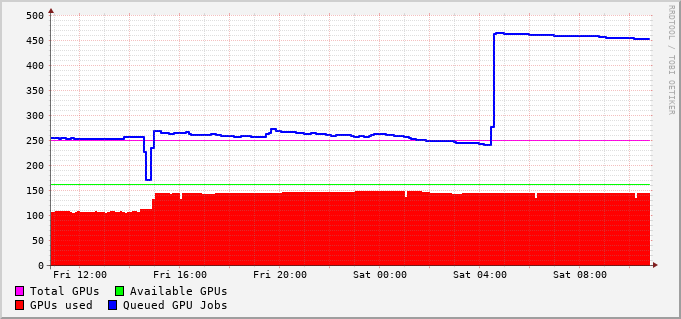 500
450
400
350
300
250
200
150
100
50
0
Fri 12:00 Fri 16:00 Fri 20:00 Sat 00:00 Sat 04:00 Sat 08:00
Total GPUs Available GPUs
GPUs used Queued GPU Jobs
RRDTOOL / TOBI OETIKER